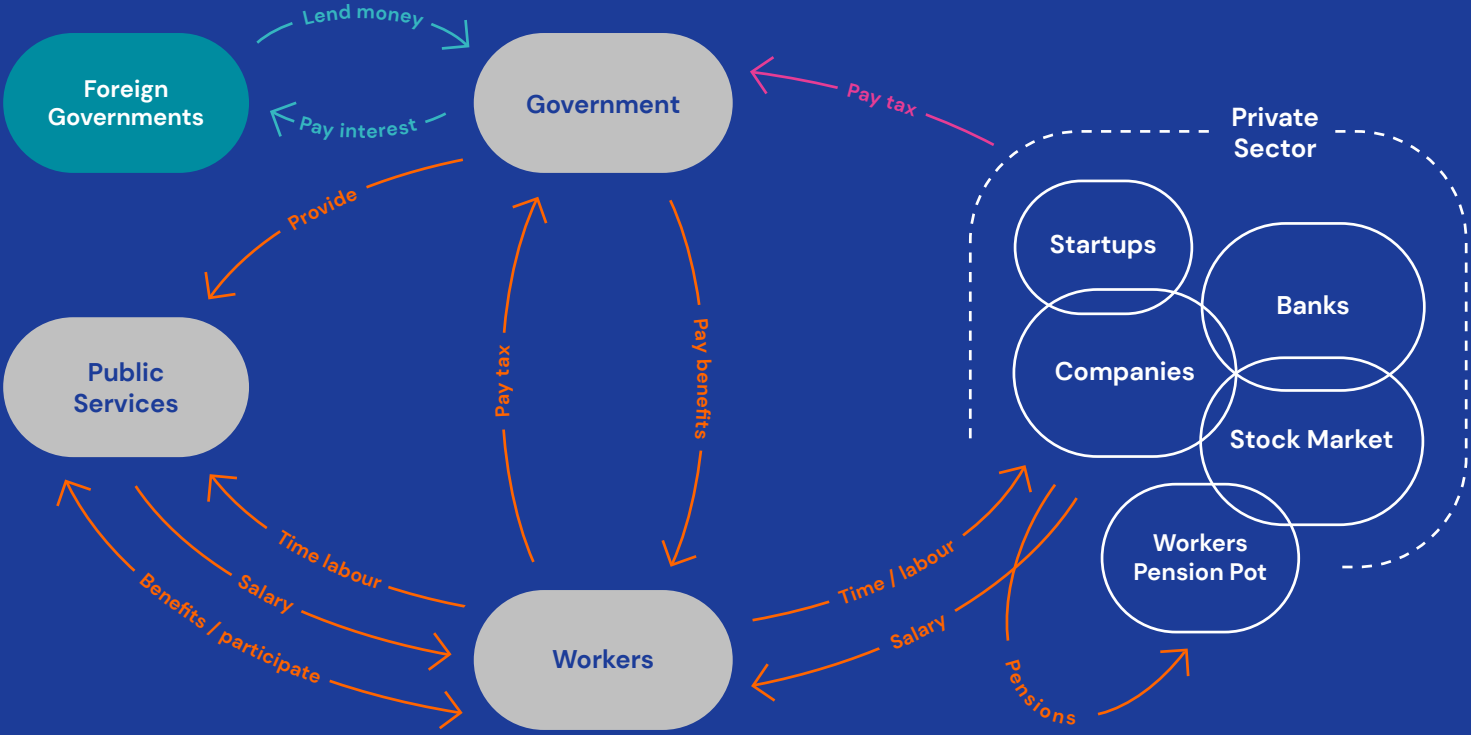 Lend money
Foreign
Governments
Government
Pay interest
Pay tax
Private
Sector
Provide
Startups
Banks
Public
Services
Pay tax
Pay benefits
Companies
Stock Market
Time labour
Salary
Benefits / participate
Workers
Time / labour
Salary
Workers
Pension Pot
Pensions